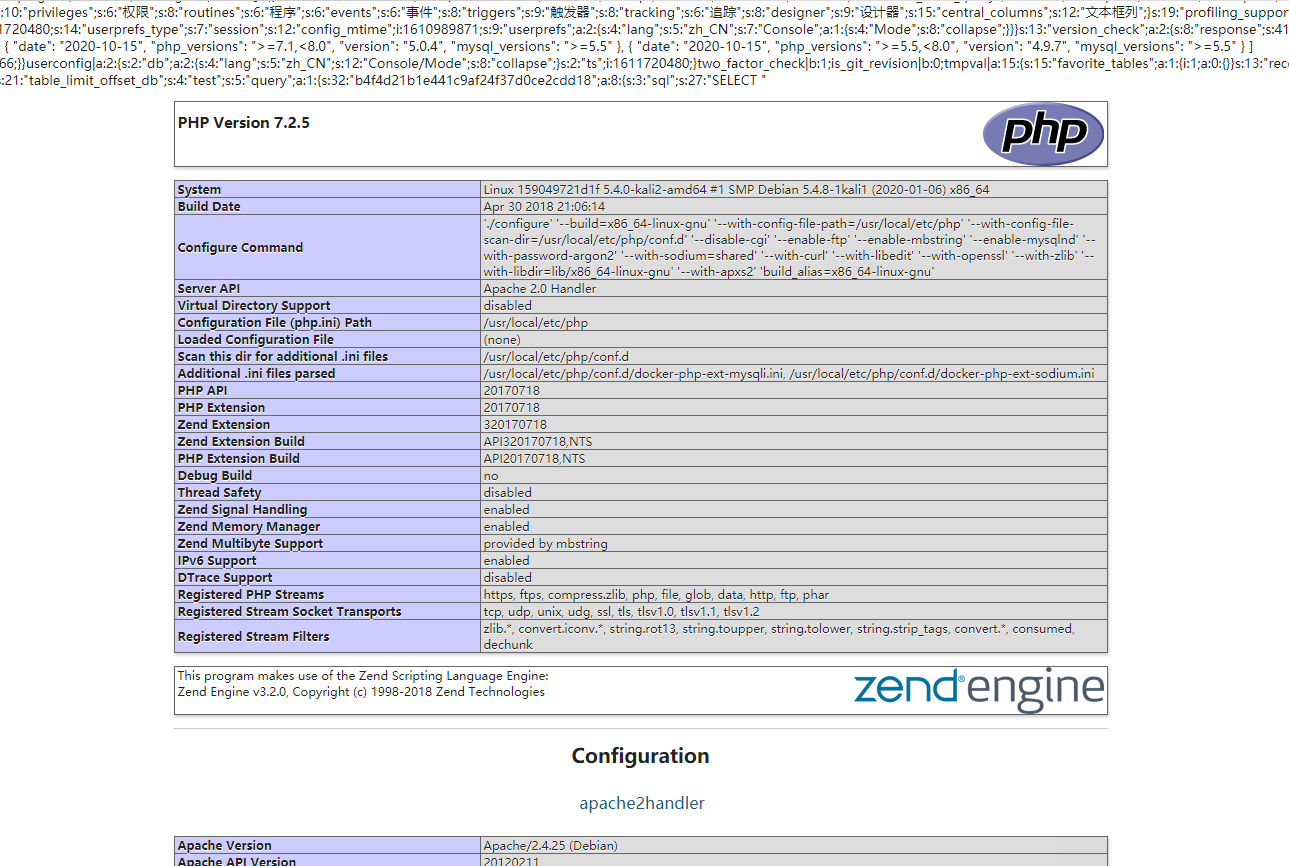 :10:"privileges";s:6:"权限";s:8:"routines";s:6:"程序";s:6:"events";s:6:"事件";s:8:"triggers";s:9:"触发器";s:8:"tracking";s:6:"追踪";s:8:"designer";s:9:"设计器";s:15:"central_columns";s:12:"文本框列";}s:19:"profiling_support
1720480;s:14:"userprefs_type";s:7:"session";s:12:"config_mtime";i:1610989871;s:9:"userprefs";a:2:{s:4:"lang";s:5:"zh_CN";s:7:"Console";a:1:{s:4:"Mode";s:8:"collapse";}}}s:13:"version_check";a:2:{s:8:"response";s:41
{ "date": "2020-10-15", "php_versions": ">=7.1,<8.0", "version": "5.0.4", "mysql_versions": ">=5.5" }, { "date": "2020-10-15", "php_versions": ">=5.5,<8.0", "version": "4.9.7", "mysql_versions": ">=5.5" } ]
66;}}userconfig|a:2:{s:2:"db";a:2:{s:4:"lang";s:5:"zh_CN";s:12:"Console/Mode";s:8:"collapse";}s:2:"ts";i:1611720480;}two_factor_check|b:1;is_git_revision|b:0;tmpval|a:15:{s:15:"favorite_tables";a:1:{i:1;a:0:{}}s:13:"rece
s:21:"table_limit_offset_db";s:4:"test";s:5:"query";a:1:{s:32:"b4f4d21b1e441c9af24f37d0ce2cdd18";a:8:{s:3:"sql";s:27:"SELECT "
PHP Version 7.2.5
php
System Linux 159049721d1f 5.4.0-kali2-amd64 #1 SMP Debian 5.4.8-1kali1 (2020-01-06) x86_64
Build Date Apr 30 2018 21:06:14
Configure Command './configure' '--build=x86_64-linux-gnu' '--with-config-file-path=/usr/local/etc/php' '--with-config-file-
scan-dir=/usr/local/etc/php/conf.d' '--disable-cgi' '--enable-ftp' '--enable-mbstring' '--enable-mysqlnd' '--
with-password-argon2' '--with-sodium=shared' '--with-curl' '--with-libedit' '--with-openssl' '--with-zlib' '--
with-libdir=lib/x86_64-linux-gnu' '--with-apxs2' 'build_alias=x86_64-linux-gnu'
Server API Apache 2.0 Handler
Virtual Directory Support disabled
Configuration File (php.ini) Path /usr/local/etc/php
Loaded Configuration File (none)
Scan this dir for additional .ini files /usr/local/etc/php/conf.d
Additional .ini files parsed /usr/local/etc/php/conf.d/docker-php-ext-mysqli.ini, /usr/local/etc/php/conf.d/docker-php-ext-sodium.ini
PHP API 20170718
PHP Extension 20170718
Zend Extension 320170718
Zend Extension Build API320170718,NTS
PHP Extension Build API20170718,NTS
Debug Build no
Thread Safety disabled
Zend Signal Handling enabled
Zend Memory Manager enabled
Zend Multibyte Support provided by mbstring
IPv6 Support enabled
DTrace Support disabled
Registered PHP Streams https, ftps, compress.zlib, php, file, glob, data, http, ftp, phar
Registered Stream Socket Transports tcp, udp, unix, udg, ssl, tls, tlsv1.0, tlsv1.1, tlsv1.2
Registered Stream Filters zlib.*, convert.iconv.*, string.rot13, string.toupper, string.tolower, string.strip_tags, convert.*, consumed,
dechunk
This program makes use of the Zend Scripting Language Engine:
Zend Engine v3.2.0, Copyright (c) 1998-2018 Zend Technologies
zend® engine
Configuration
apache2handler
Apache Version Apache/2.4.25 (Debian)
Apache API Version 20120211